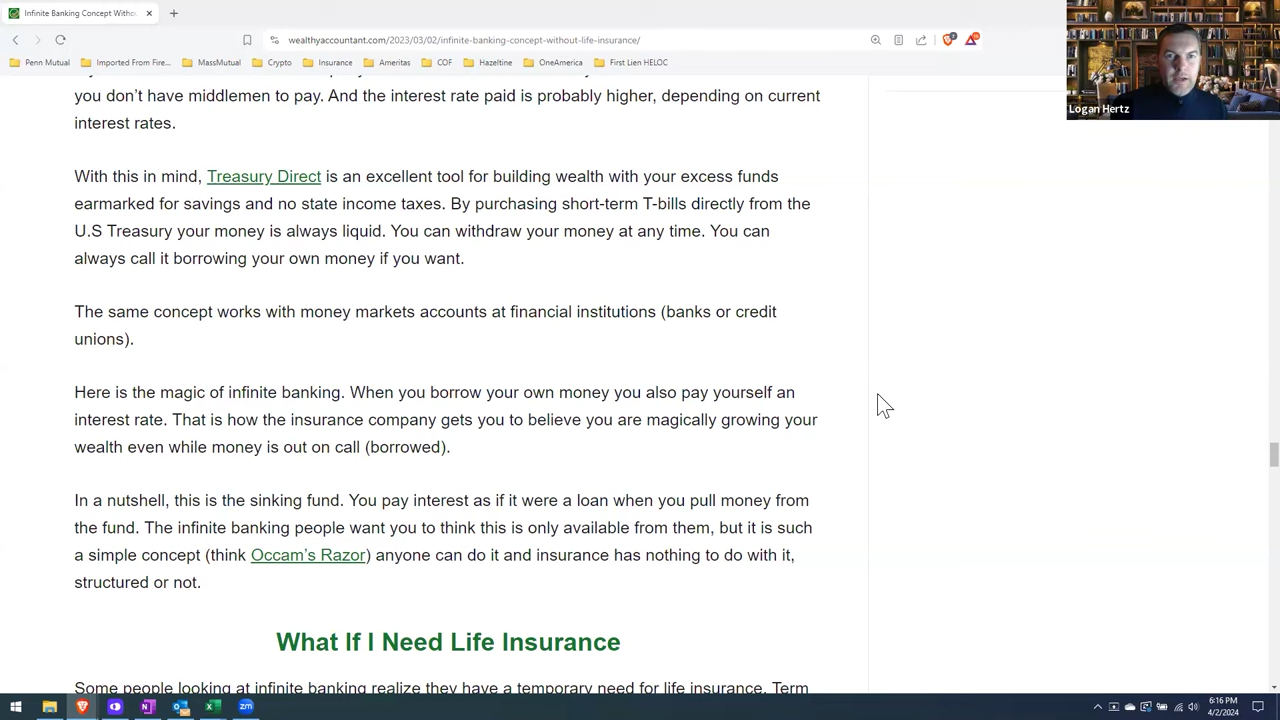 Infinite Banking Concept Withou
wealthyaccountant.com/2023/03/02/infinite-banking-concept-without-life-insurance/
Penn Mutual Imported From Fire... MassMutual Crypto Insurance Ameritas COF Hazeltine OneAmerica First Lien HELOC
Logan Hertz
you don't have middlemen to pay. And the interest rate paid is probably higher, depending on current
interest rates.
With this in mind, Treasury Direct is an excellent tool for building wealth with your excess funds
earmarked for savings and no state income taxes. By purchasing short-term T-bills directly from the
U.S Treasury your money is always liquid. You can withdraw your money at any time. You can
always call it borrowing your own money if you want.
The same concept works with money markets accounts at financial institutions (banks or credit
unions).
Here is the magic of infinite banking. When you borrow your own money you also pay yourself an
interest rate. That is how the insurance company gets you to believe you are magically growing your
wealth even while money is out on call (borrowed).
In a nutshell, this is the sinking fund. You pay interest as if it were a loan when you pull money from
the fund. The infinite banking people want you to think this is only available from them, but it is such
a simple concept (think Occam's Razor) anyone can do it and insurance has nothing to do with it,
structured or not.
What If I Need Life Insurance
Some people looking at infinite banking realize they have a temporary need for life insurance. Term
6:16 PM
4/2/2024